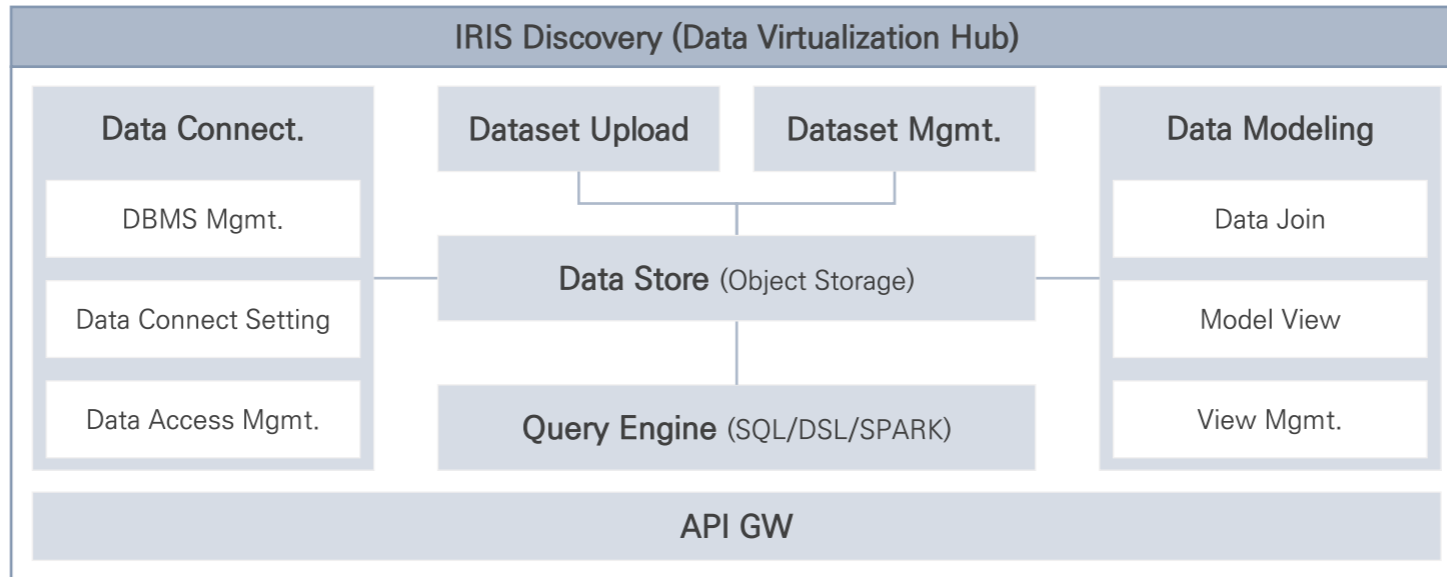 IRIS Discovery (Data Virtualization Hub)
Data Connect.
DBMS Mgmt.
Data Connect Setting
Data Access Mgmt.
Dataset Upload
Dataset Mgmt.
Data Store (Object Storage)
Query Engine (SQL/DSL/SPARK)
Data Modeling
Data Join
Model View
View Mgmt.
API GW